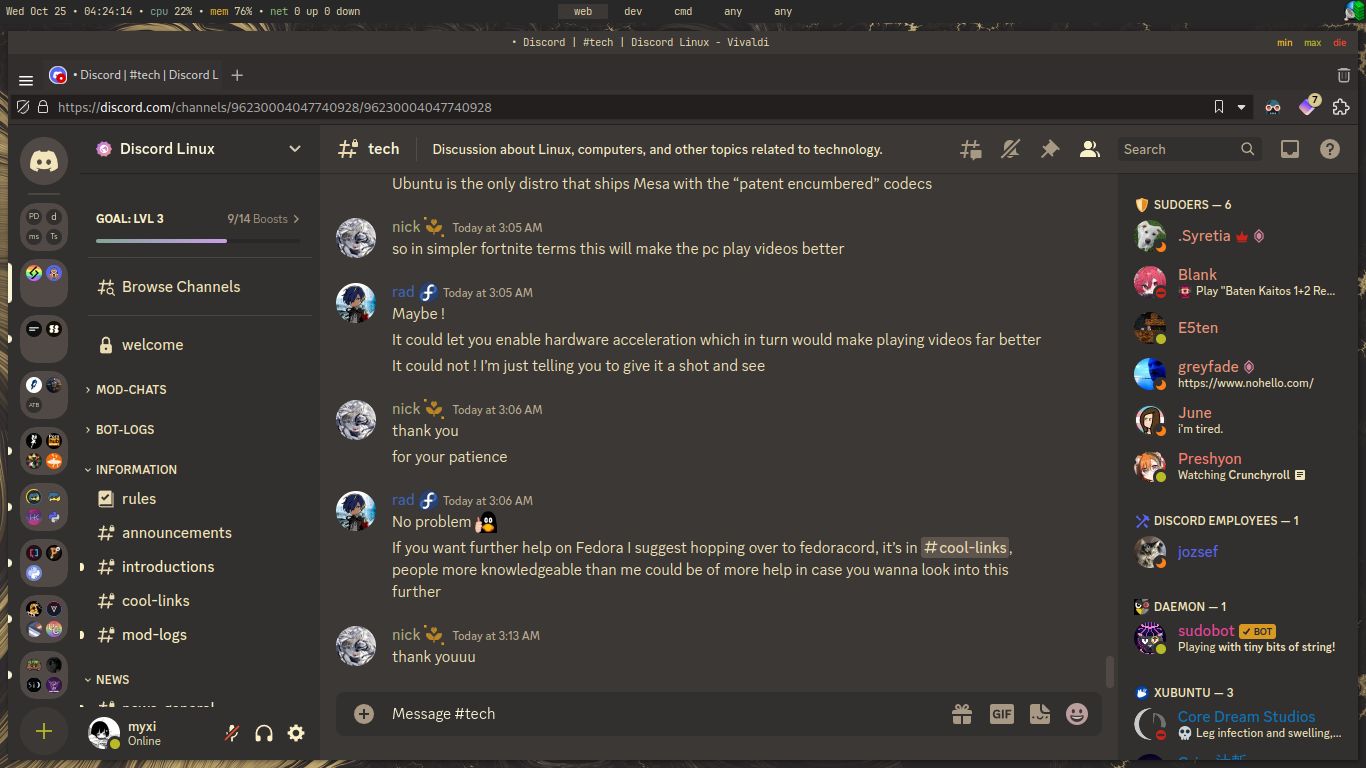 Wed Oct 25 • 04:24:14 • cpu 22% • mem 76% • net 0 up 0 down
web dev cmd any any
• Discord | #tech | Discord Linux - Vivaldi
min max die
• Discord | #tech | Discord L
https://discord.com/channels/96230004047740928/96230004047740928
7
Discord Linux
tech
Discussion about Linux, computers, and other topics related to technology.
Search
GOAL: LVL 3 9/14 Boosts
Browse Channels
welcome
MOD-CHATS
BOT-LOGS
INFORMATION
rules
announcements
introductions
cool-links
mod-logs
NEWS
PD d
ms Ts
ATB
myxi
Online
Ubuntu is the only distro that ships Mesa with the “patent encumbered” codecs
nick Today at 3:05 AM
so in simpler fortnite terms this will make the pc play videos better
rad Today at 3:05 AM
Maybe !
It could let you enable hardware acceleration which in turn would make playing videos far better
It could not ! I’m just telling you to give it a shot and see
nick Today at 3:06 AM
thank you
for your patience
rad Today at 3:06 AM
No problem
If you want further help on Fedora I suggest hopping over to fedoracord, it’s in #cool-links,
people more knowledgeable than me could be of more help in case you wanna look into this
further
nick Today at 3:13 AM
thank youuu
Message #tech
GIF
SUDOERS — 6
.Syretia
Blank
Play "Baten Kaitos 1+2 Re...
E5ten
greyfade
https://www.nohello.com/
June
i'm tired.
Preshyon
Watching Crunchyroll
DISCORD EMPLOYEES — 1
jozsef
DAEMON — 1
sudobot BOT
Playing with tiny bits of string!
XUBUNTU — 3
Core Dream Studios
Leg infection and swelling,...